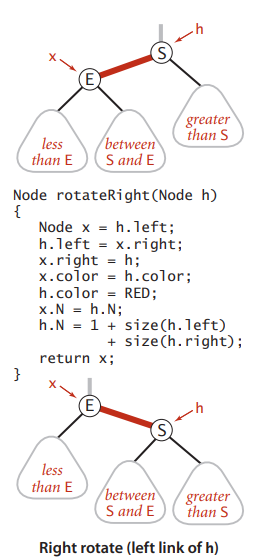 h
x
S
E
less
than E
between
S and E
greater
than S
Node rotateRight(Node h)
{
   Node x = h.left;
   h.left = x.right;
   x.right = h;
   x.color = h.color;
   h.color = RED;
   x.N = h.N;
   h.N = 1 + size(h.left)
           + size(h.right);
   return x;
}
x
E
h
S
less
than E
between
S and E
greater
than S
Right rotate (left link of h)